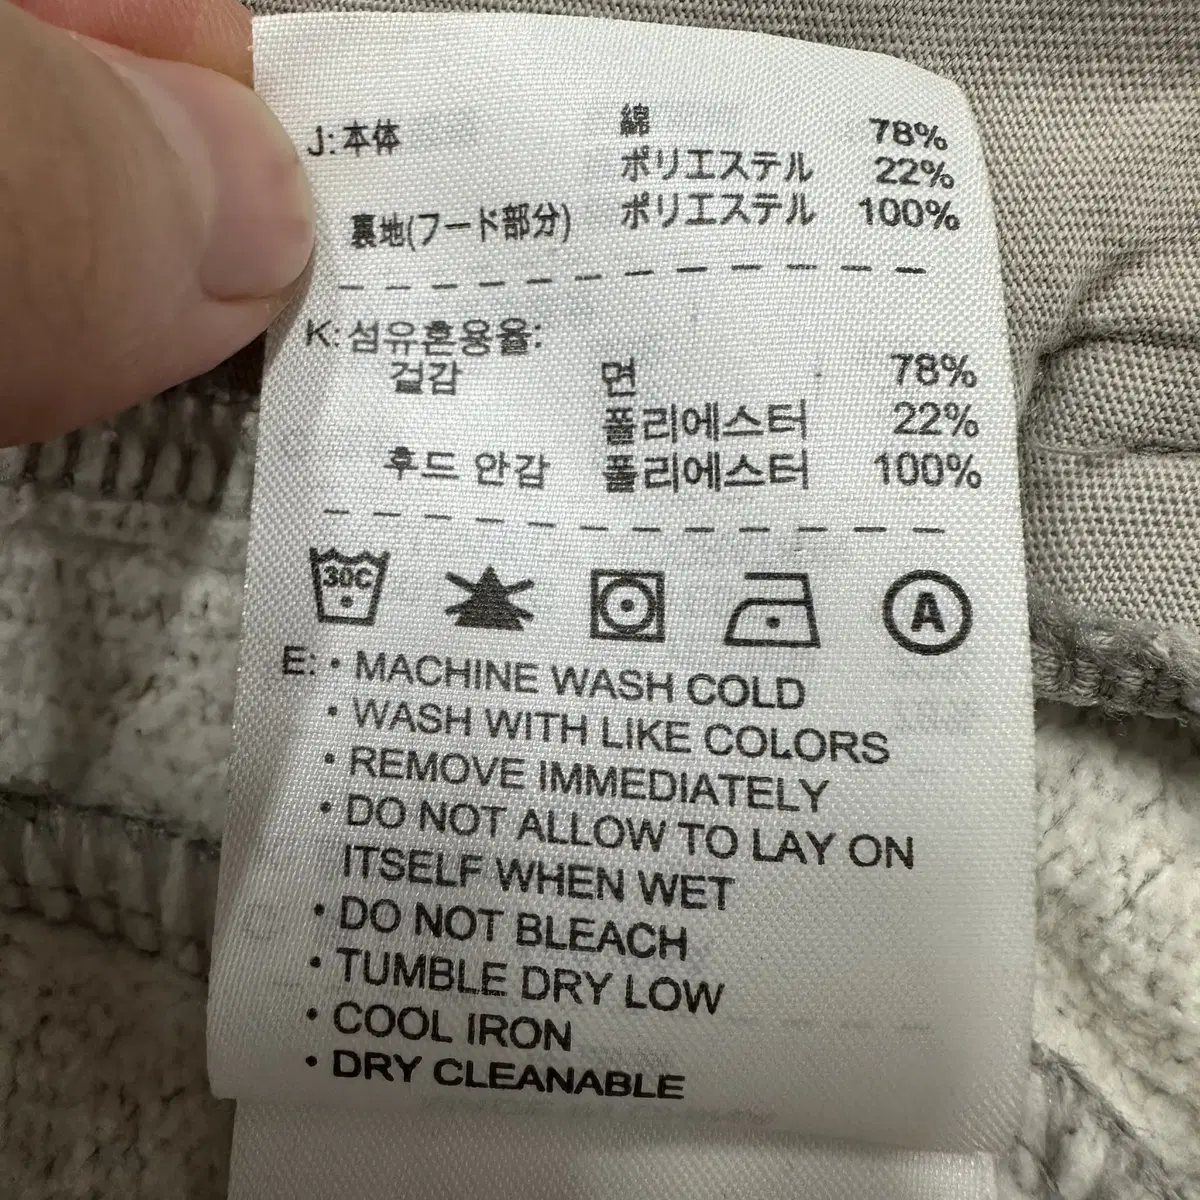 J: 本体 綿 78%
ポリエステル 22%
裏地(フード部分) ポリエステル 100%
K: 섬유혼용율:
겉감 면 78%
폴리에스터 22%
후드 안감 폴리에스터 100%
30C A
E: • MACHINE WASH COLD
• WASH WITH LIKE COLORS
• REMOVE IMMEDIATELY
• DO NOT ALLOW TO LAY ON
ITSELF WHEN WET
• DO NOT BLEACH
• TUMBLE DRY LOW
• COOL IRON
• DRY CLEANABLE